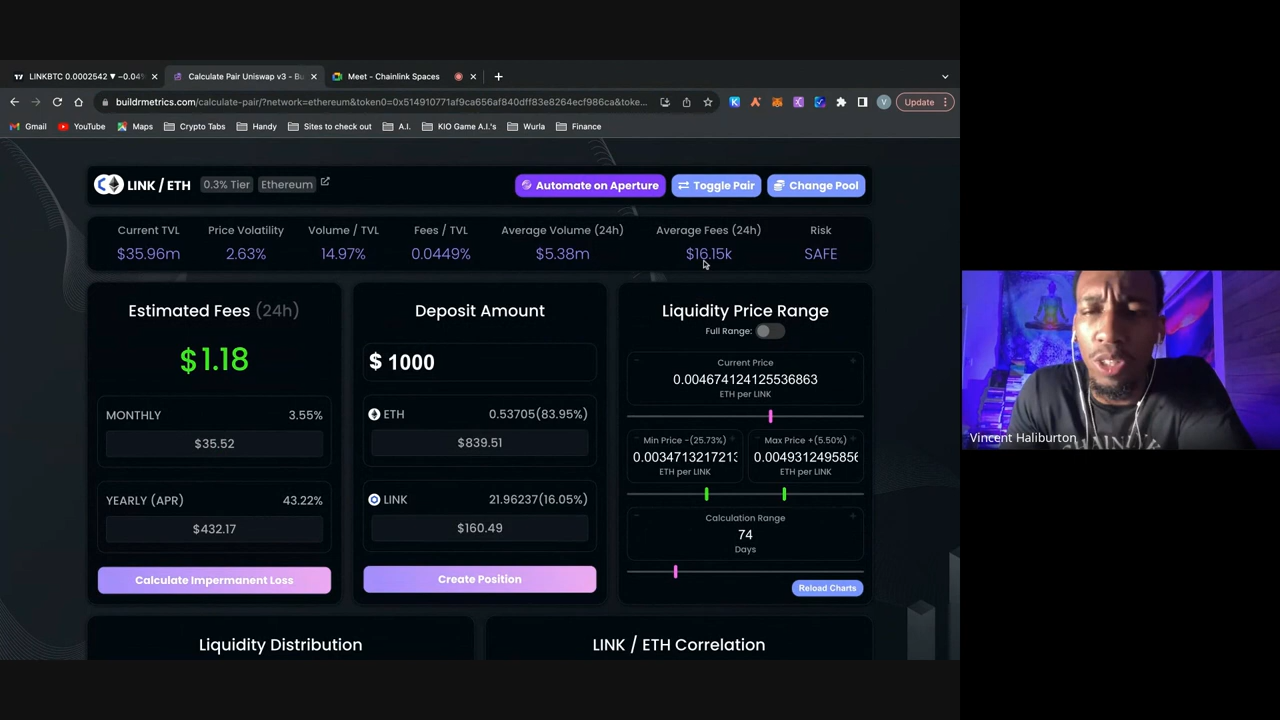 LINKBTC 0.0002542 ▼ −0.04%
Calculate Pair Uniswap v3 - Bu
Meet - Chainlink Spaces
buildrmetrics.com/calculate-pair/?network=ethereum&token0=0x514910771af9ca656af840dff83e8264ecf986ca&toke...
Update
Gmail
YouTube
Maps
Crypto Tabs
Handy
Sites to check out
A.I.
KIO Game A.I.'s
Wurla
Finance
LINK / ETH
0.3% Tier
Ethereum
Automate on Aperture
Toggle Pair
Change Pool
Current TVL
$35.96m
Price Volatility
2.63%
Volume / TVL
14.97%
Fees / TVL
0.0449%
Average Volume (24h)
$5.38m
Average Fees (24h)
$16.15k
Risk
SAFE
Estimated Fees (24h)
$1.18
MONTHLY 3.55%
$35.52
YEARLY (APR) 43.22%
$432.17
Calculate Impermanent Loss
Deposit Amount
$ 1000
ETH 0.53705(83.95%)
$839.51
LINK 21.96237(16.05%)
$160.49
Create Position
Liquidity Price Range
Full Range:
Current Price
0.004674124125536863
ETH per LINK
Min Price -(25.73%)
0.0034713217213
ETH per LINK
Max Price +(5.50%)
0.0049312495856
ETH per LINK
Calculation Range
74
Days
Reload Charts
Liquidity Distribution
LINK / ETH Correlation
Vincent Haliburton